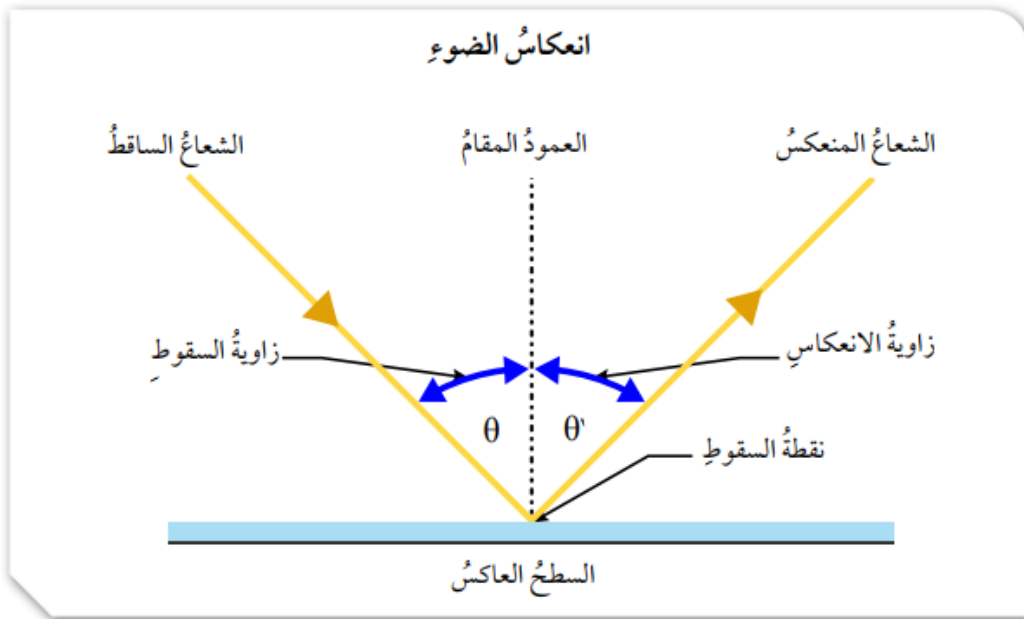 انعكاسُ الضوءِ
الشعاعُ المنعكسُ
العمودُ المقامُ
الشعاعُ الساقطُ
زاويةُ الانعكاسِ
زاويةُ السقوطِ
θ
θ'
نقطةُ السقوطِ
السطحُ العاكسُ